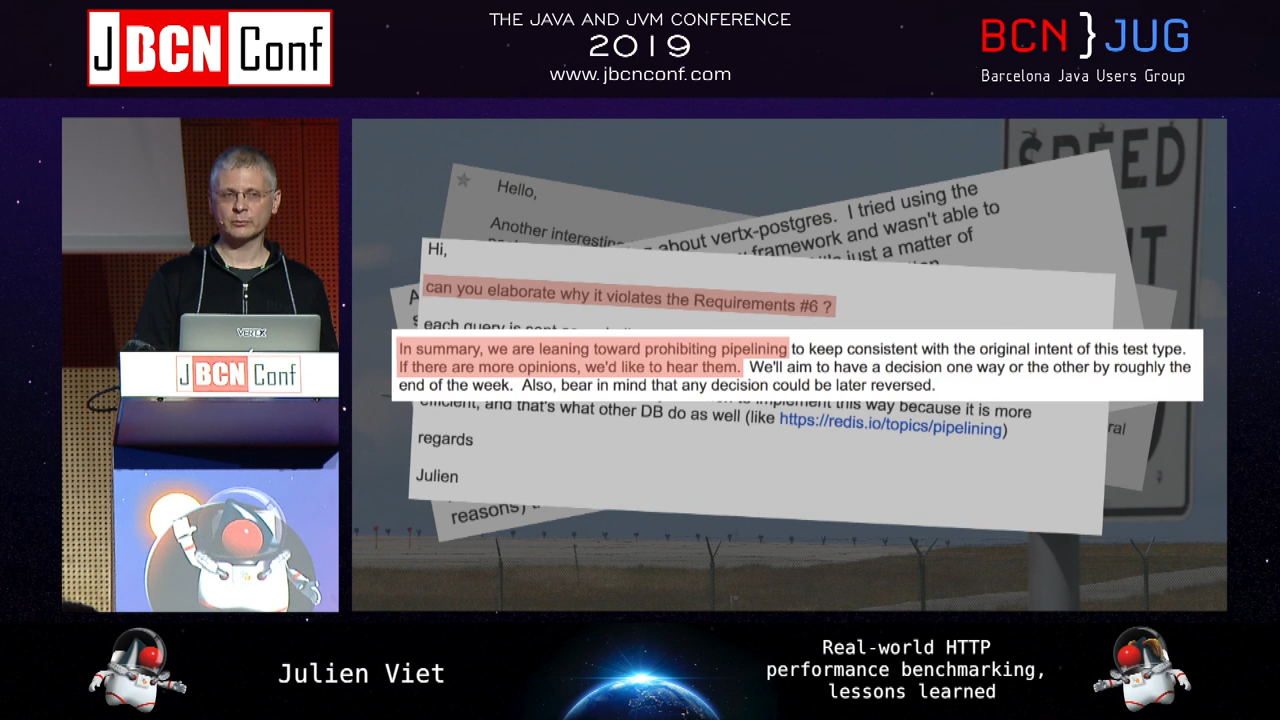 J BCN Conf
THE JAVA AND JVM CONFERENCE
2019
www.jbcnconf.com
BCN}JUG
Barcelona Java Users Group
SPEED
Hello,
Another interesting
about vertx-postgres. I tried using the
framework and wasn't able to
just a matter of
Hi,
can you elaborate why it violates the Requirements #6 ?
each query is sent
In summary, we are leaning toward prohibiting pipelining to keep consistent with the original intent of this test type.
If there are more opinions, we'd like to hear them. We'll aim to have a decision one way or the other by roughly the
end of the week. Also, bear in mind that any decision could be later reversed.
implement this way because it is more
efficient, and that's what other DB do as well (like https://redis.io/topics/pipelining)
regards
Julien
reasons)
VERT.X
J BCN Conf
Julien Viet
Real-world HTTP
performance benchmarking,
lessons learned